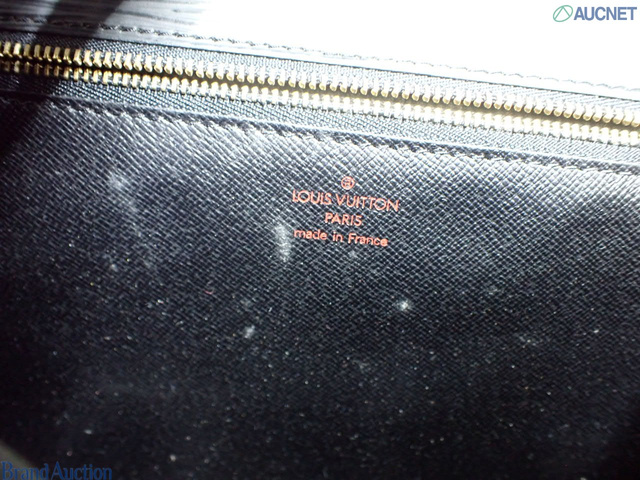 AUCNET
®
LOUIS VUITTON
PARIS
made in France
Brand Auction